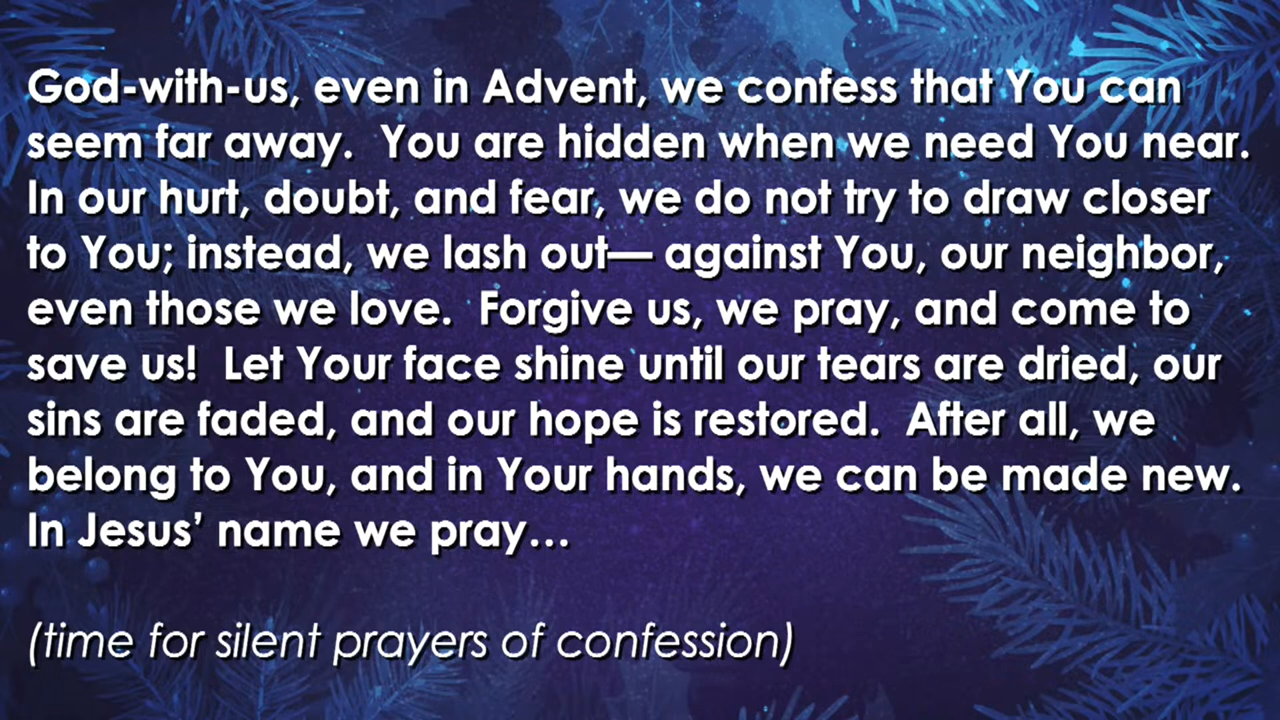 God-with-us, even in Advent, we confess that You can
seem far away.  You are hidden when we need You near.
In our hurt, doubt, and fear, we do not try to draw closer
to You; instead, we lash out— against You, our neighbor,
even those we love.  Forgive us, we pray, and come to
save us!  Let Your face shine until our tears are dried, our
sins are faded, and our hope is restored.  After all, we
belong to You, and in Your hands, we can be made new.
In Jesus’ name we pray…
(time for silent prayers of confession)